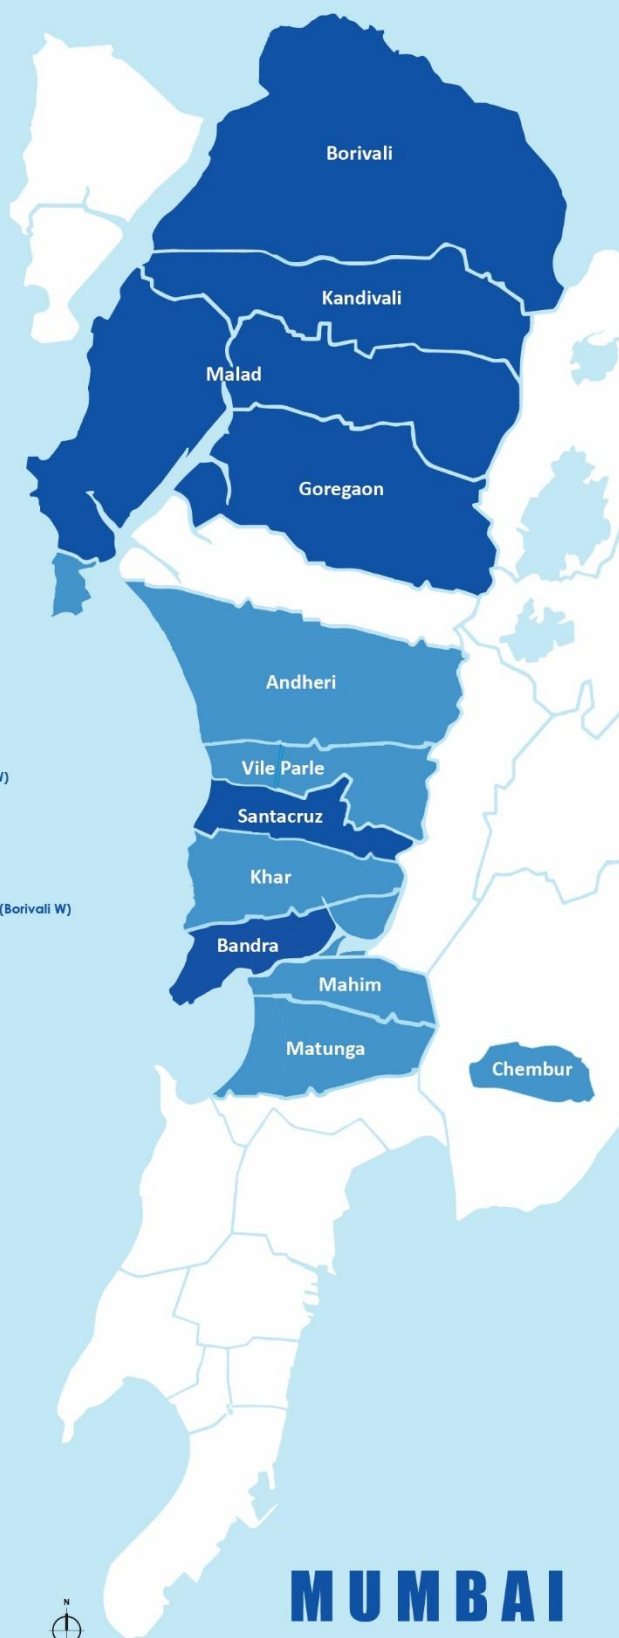 Borivali
Kandivali
Malad
Goregaon
Andheri
Vile Parle
Santacruz
Khar
(Borivali W)
Bandra
Mahim
Matunga
Chembur
MUMBAI
N